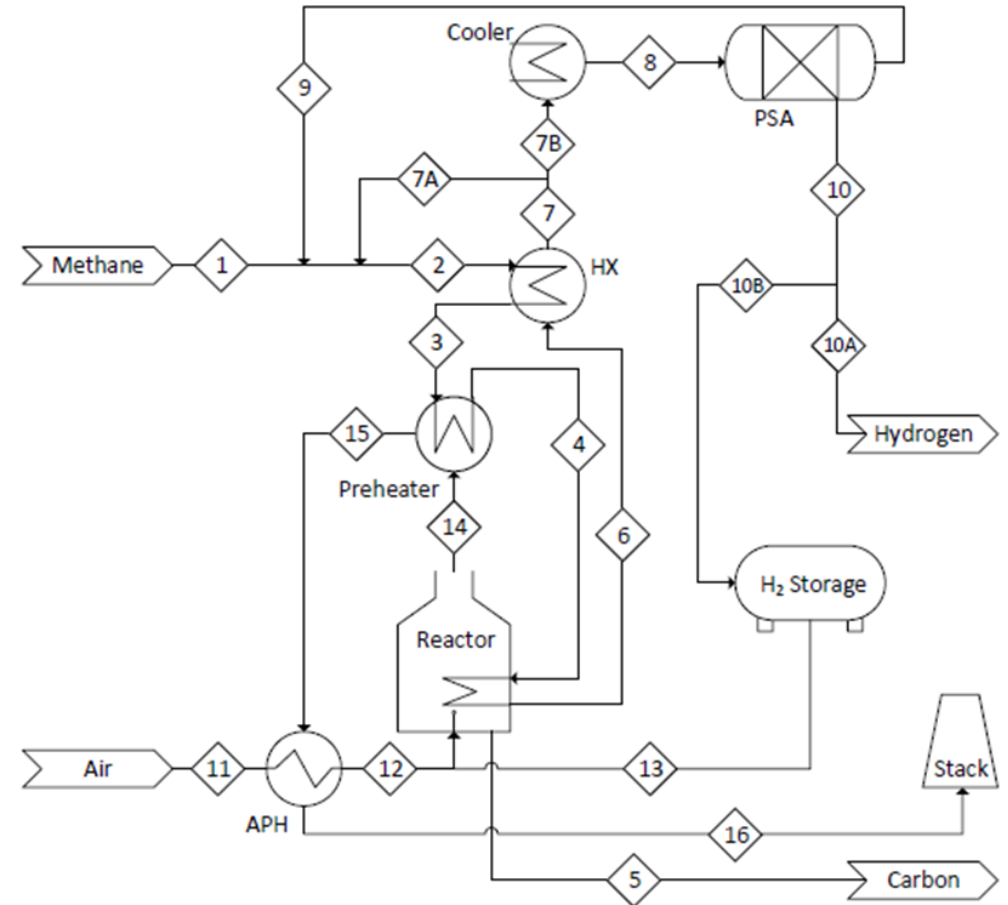 Cooler
8
PSA
9
7B
7A
10
7
Methane
1
2
HX
10B
3
10A
15
4
Hydrogen
Preheater
14
6
H₂ Storage
Reactor
Air
11
12
13
Stack
APH
16
5
Carbon